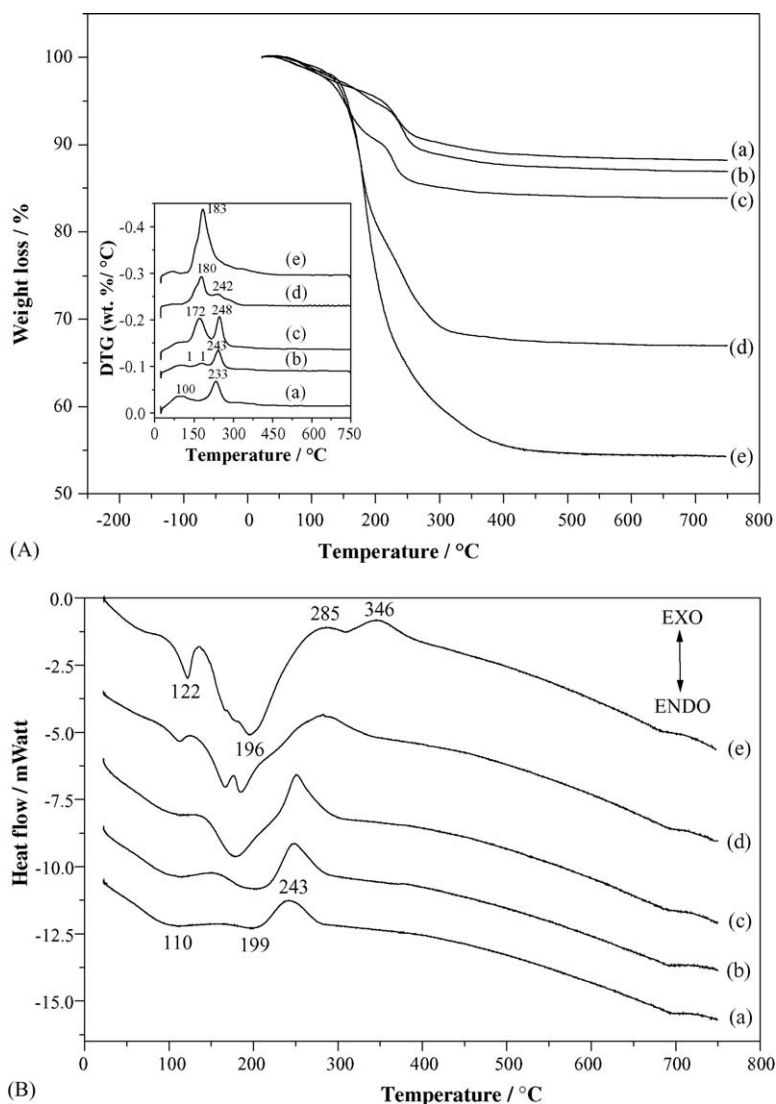 100
90
80
70
60
50
Weight loss / %
-200 -100 0 100 200 300 400 500 600 700 800
Temperature / °C
(A)
(a)
(b)
(c)
(d)
(e)
-0.4
-0.3
-0.2
-0.1
0.0
DTG (wt. %/ °C)
183
(e)
180
242
(d)
172
248
(c)
243
1 1
(b)
233
100
(a)
0 150 300 450 600 750
Temperature / °C
0.0
-2.5
-5.0
-7.5
-10.0
-12.5
-15.0
Heat flow / mWatt
285
346
EXO
ENDO
122
196
(e)
(d)
(c)
243
(b)
110
199
(a)
0 100 200 300 400 500 600 700 800
Temperature / °C
(B)